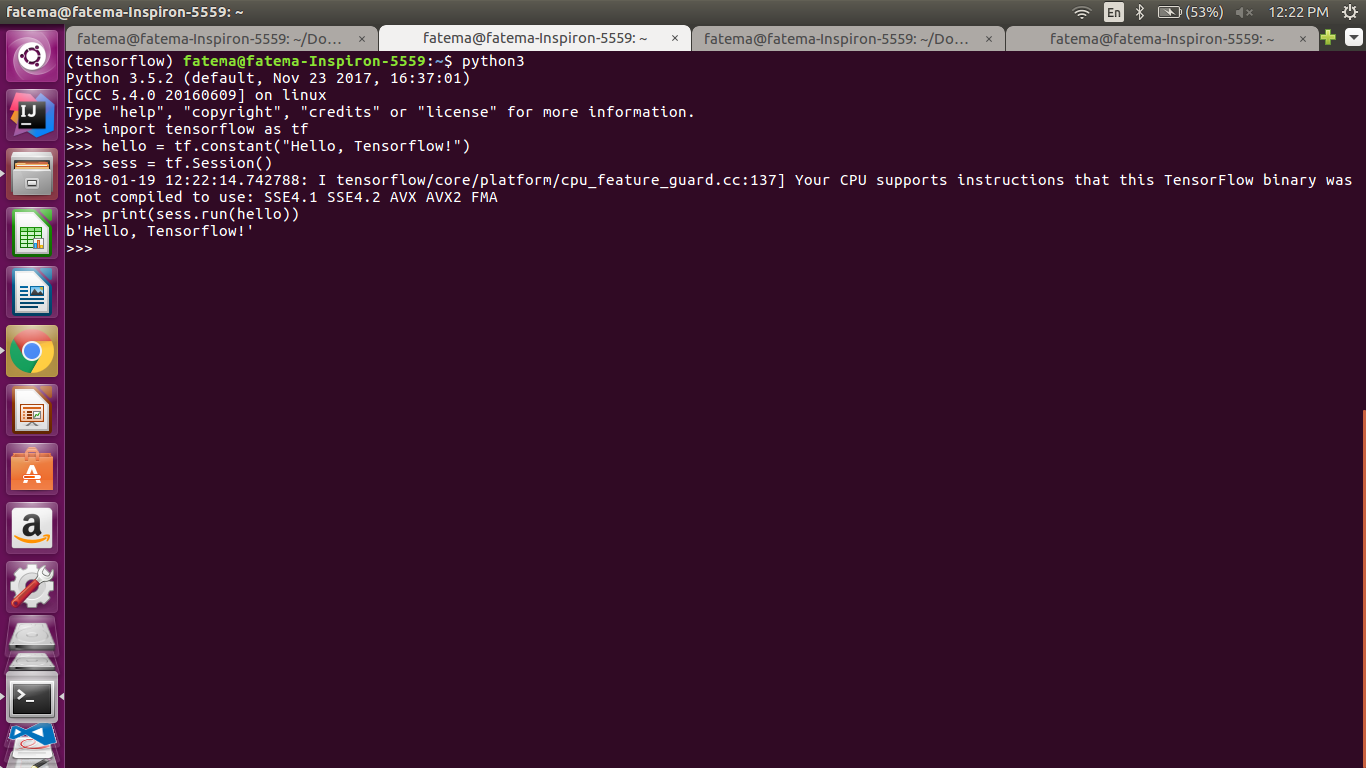 fatema@fatema-Inspiron-5559: ~
En
(53%)
12:22 PM
fatema@fatema-Inspiron-5559: ~/Do... ×
fatema@fatema-Inspiron-5559: ~ ×
fatema@fatema-Inspiron-5559: ~/Do... ×
fatema@fatema-Inspiron-5559: ~ ×
(tensorflow) fatema@fatema-Inspiron-5559:~$ python3
Python 3.5.2 (default, Nov 23 2017, 16:37:01)
[GCC 5.4.0 20160609] on linux
Type "help", "copyright", "credits" or "license" for more information.
>>> import tensorflow as tf
>>> hello = tf.constant("Hello, Tensorflow!")
>>> sess = tf.Session()
2018-01-19 12:22:14.742788: I tensorflow/core/platform/cpu_feature_guard.cc:137] Your CPU supports instructions that this TensorFlow binary was
 not compiled to use: SSE4.1 SSE4.2 AVX AVX2 FMA
>>> print(sess.run(hello))
b'Hello, Tensorflow!'
>>>
IJ
A
a
>_